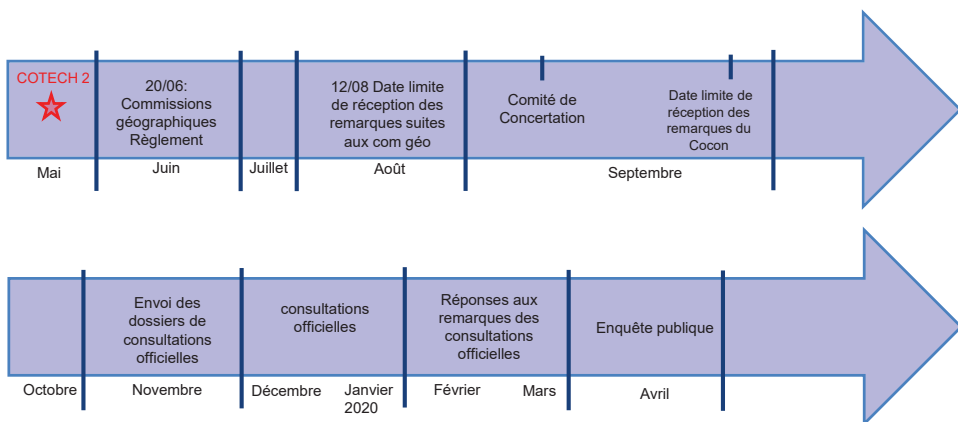 COTECH 2
20/06:
Commissions
géographiques
Règlement
12/08 Date limite
de réception des
remarques suites
aux com géo
Comité de
Concertation
Date limite de
réception des
remarques du
Cocon
Mai
Juin
Juillet
Août
Septembre
Envoi des
dossiers de
consultations
officielles
consultations
officielles
Réponses aux
remarques des
consultations
officielles
Enquête publique
Octobre
Novembre
Décembre
Janvier
2020
Février
Mars
Avril